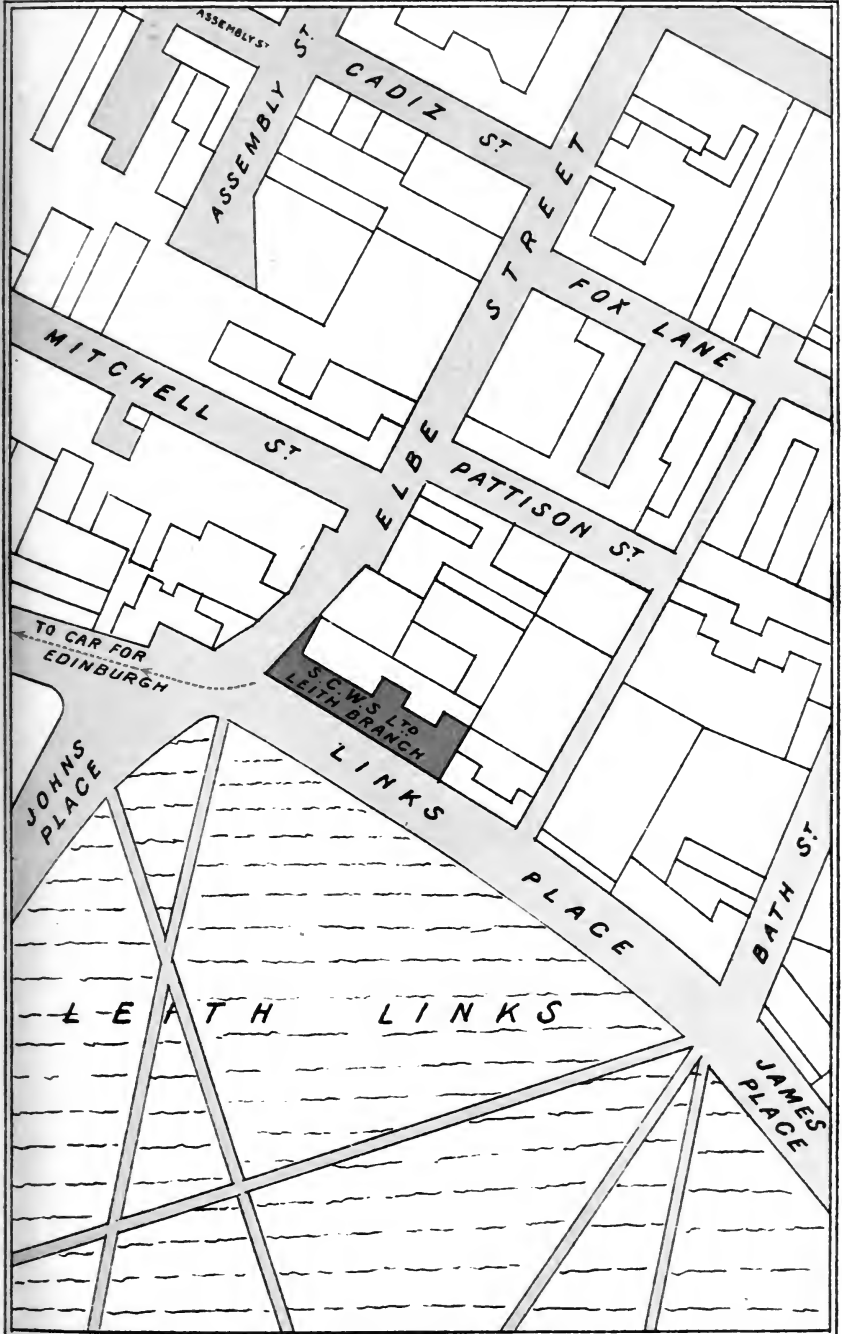 ASSEMBLY ST
ASSEMBLY ST.
CADIZ ST
ELBE STREET
FOX LANE
MITCHELL ST
PATTISON ST.
TO CAR FOR
EDINBURGH
S.C.W.S LTD
LEITH BRANCH
JOHNS
PLACE
LINKS PLACE
BATH ST.
LEITH LINKS
JAMES
PLACE